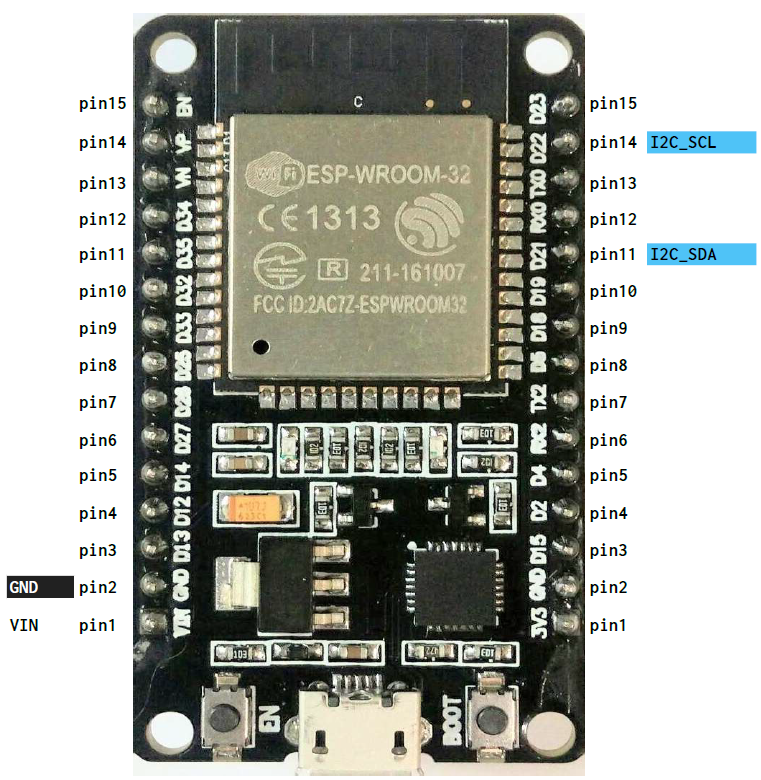 C
pin15 EN D23 pin15
pin14 VP D22 pin14 I2C_SCL
pin13 VN TX0 pin13
pin12 D34 RX0 pin12
pin11 D35 D21 pin11 I2C_SDA
pin10 D32 D19 pin10
pin9 D33 D18 pin9
pin8 D25 D5 pin8
pin7 D26 TX2 pin7
pin6 D27 RX2 pin6
pin5 D14 D4 pin5
pin4 D12 D2 pin4
pin3 D13 D15 pin3
GND pin2 GND GND pin2
VIN pin1 VIN 3V3 pin1
WiFi ESP-WROOM-32
CE1313
R 211-161007
FCC ID:2AC7Z-ESPWROOM32
EN BOOT